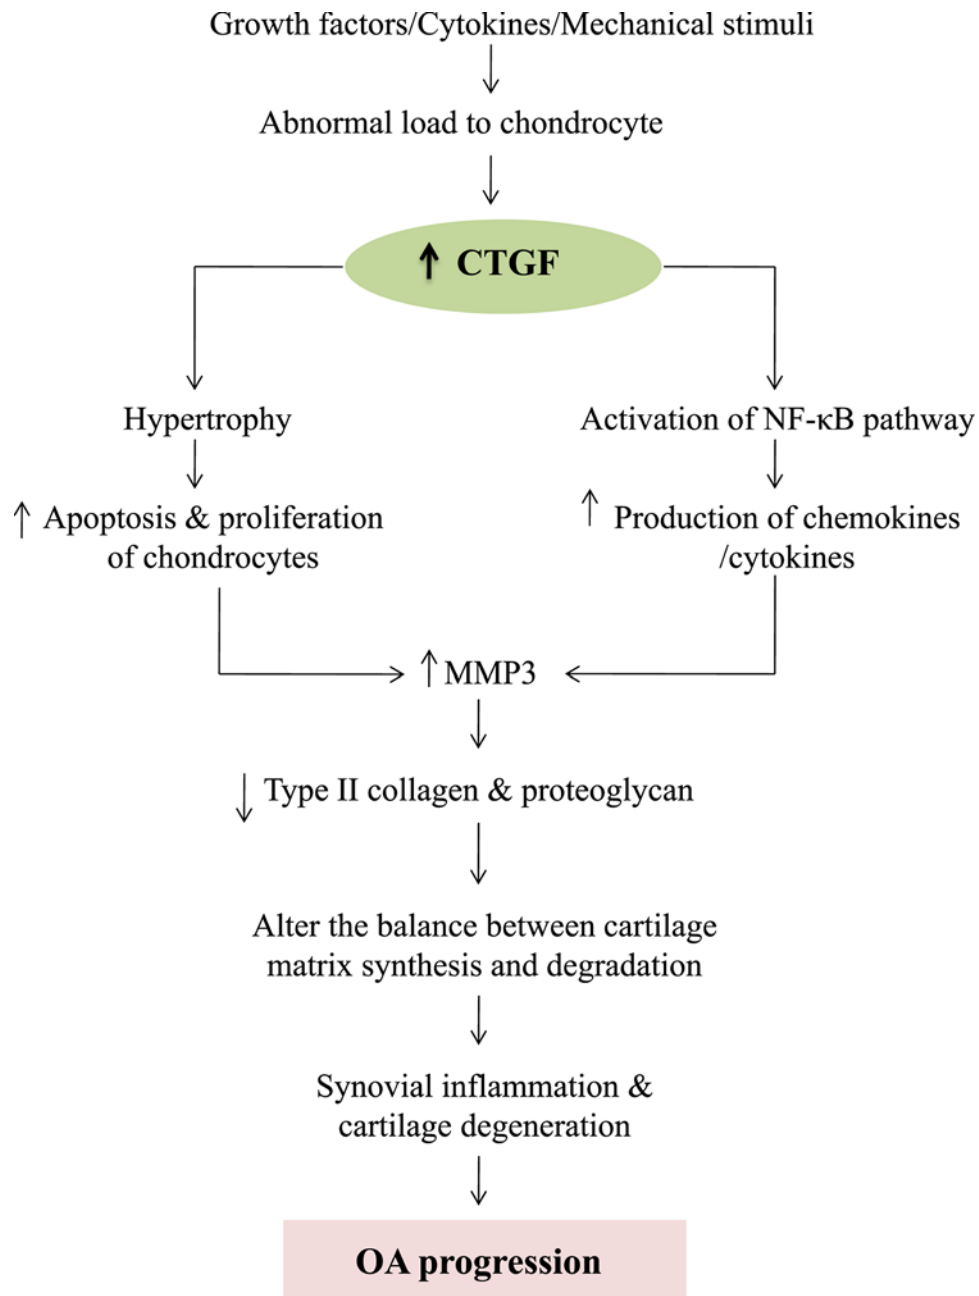 Growth factors/Cytokines/Mechanical stimuli
Abnormal load to chondrocyte
↑ CTGF
Hypertrophy
Activation of NF-κB pathway
↑ Apoptosis & proliferation
of chondrocytes
↑ Production of chemokines
/cytokines
↑ MMP3
↓ Type II collagen & proteoglycan
Alter the balance between cartilage
matrix synthesis and degradation
Synovial inflammation &
cartilage degeneration
OA progression